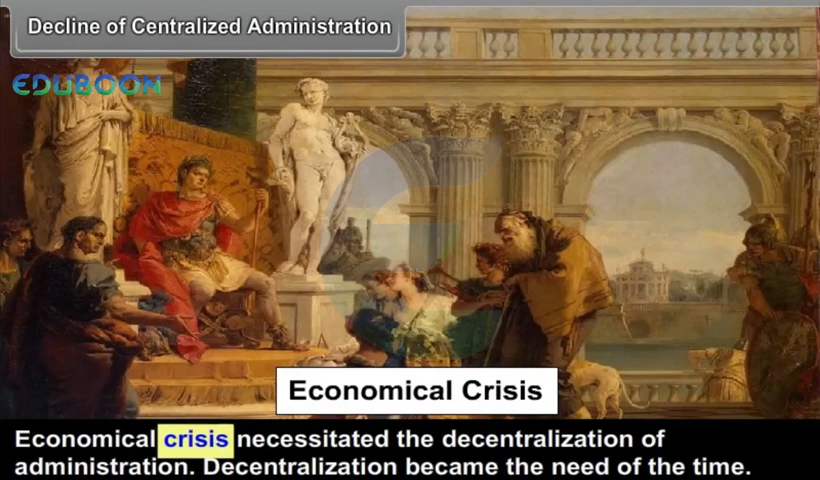 Decline of Centralized Administration
EDUBOON
Economical Crisis
Economical crisis necessitated the decentralization of
administration. Decentralization became the need of the time.